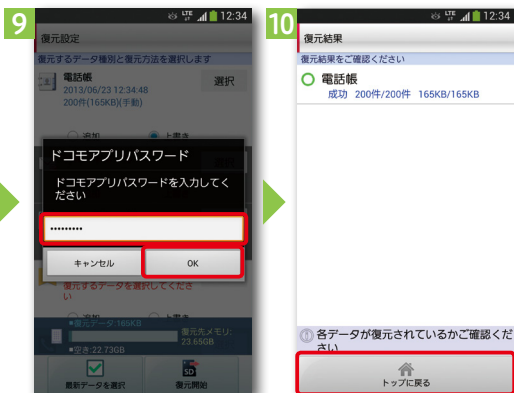 9
LTE 12:34
復元設定
復元するデータ種別と復元方法を選択します
電話帳
2013/06/23 12:34:48
200件(165KB)(手動)
選択
追加 上書き
ドコモアプリパスワード
ドコモアプリパスワードを入力してく
ださい
•••••••••
キャンセル
OK
復元するデータを選択してくださ
い
追加 上書き
●復元データ:165KB
復元先メモリ:
23.65GB
●空き:22.73GB
最新データを選択
SD
復元開始
10
LTE 12:34
復元結果
復元結果をご確認ください
電話帳
成功 200件/200件 165KB/165KB
各データが復元されているかご確認くだ
さい
トップに戻る